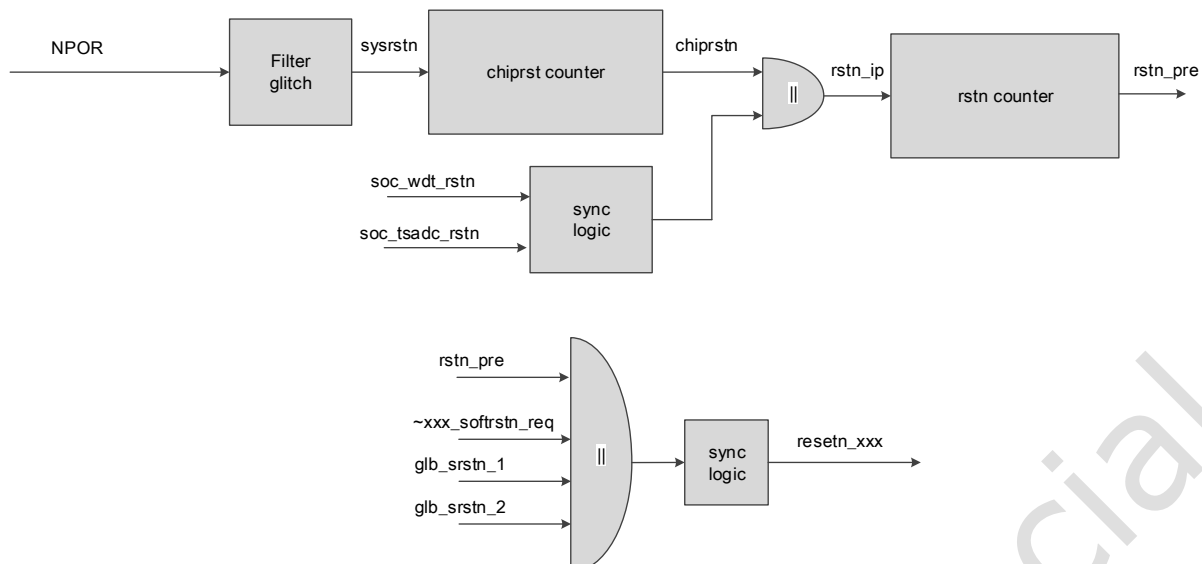 NPOR
Filter
glitch
sysrstn
chiprst counter
chiprstn
||
rstn_ip
rstn counter
rstn_pre
soc_wdt_rstn
soc_tsadc_rstn
sync
logic
rstn_pre
~xxx_softrstn_req
glb_srstn_1
glb_srstn_2
||
sync
logic
resetn_xxx
cial